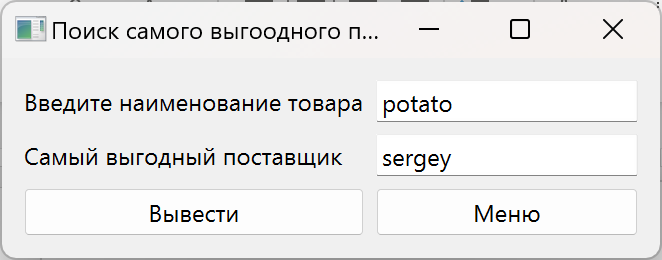 Поиск самого выгоодного п...
Введите наименование товара potato
Самый выгодный поставщик sergey
Вывести Меню